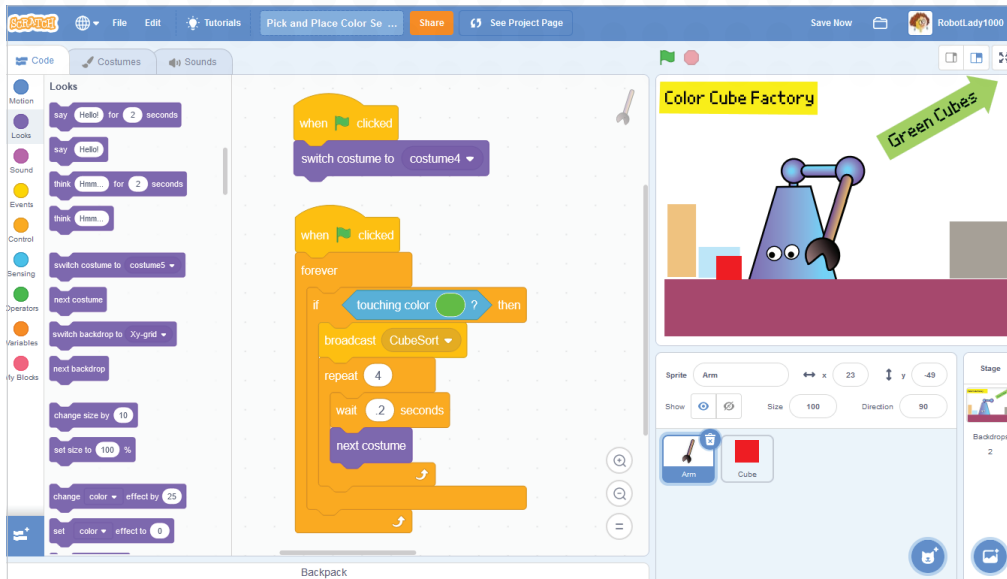 SCRATCH File Edit Tutorials Pick and Place Color Se ... Share See Project Page Save Now RobotLady1000
Code Costumes Sounds
Motion
Looks
Sound
Events
Control
Sensing
Operators
Variables
My Blocks
Looks
say Hello! for 2 seconds
say Hello!
think Hmm... for 2 seconds
think Hmm...
switch costume to costume5
next costume
switch backdrop to Xy-grid
next backdrop
change size by 10
set size to 100 %
change color effect by 25
set color effect to 0
when clicked
switch costume to costume4
when clicked
forever
if touching color ? then
broadcast CubeSort
repeat 4
wait .2 seconds
next costume
Backpack
Color Cube Factory
Green Cubes
Sprite Arm x 23 y -49
Show Size 100 Direction 90
Arm
Cube
Stage
Backdrops
2